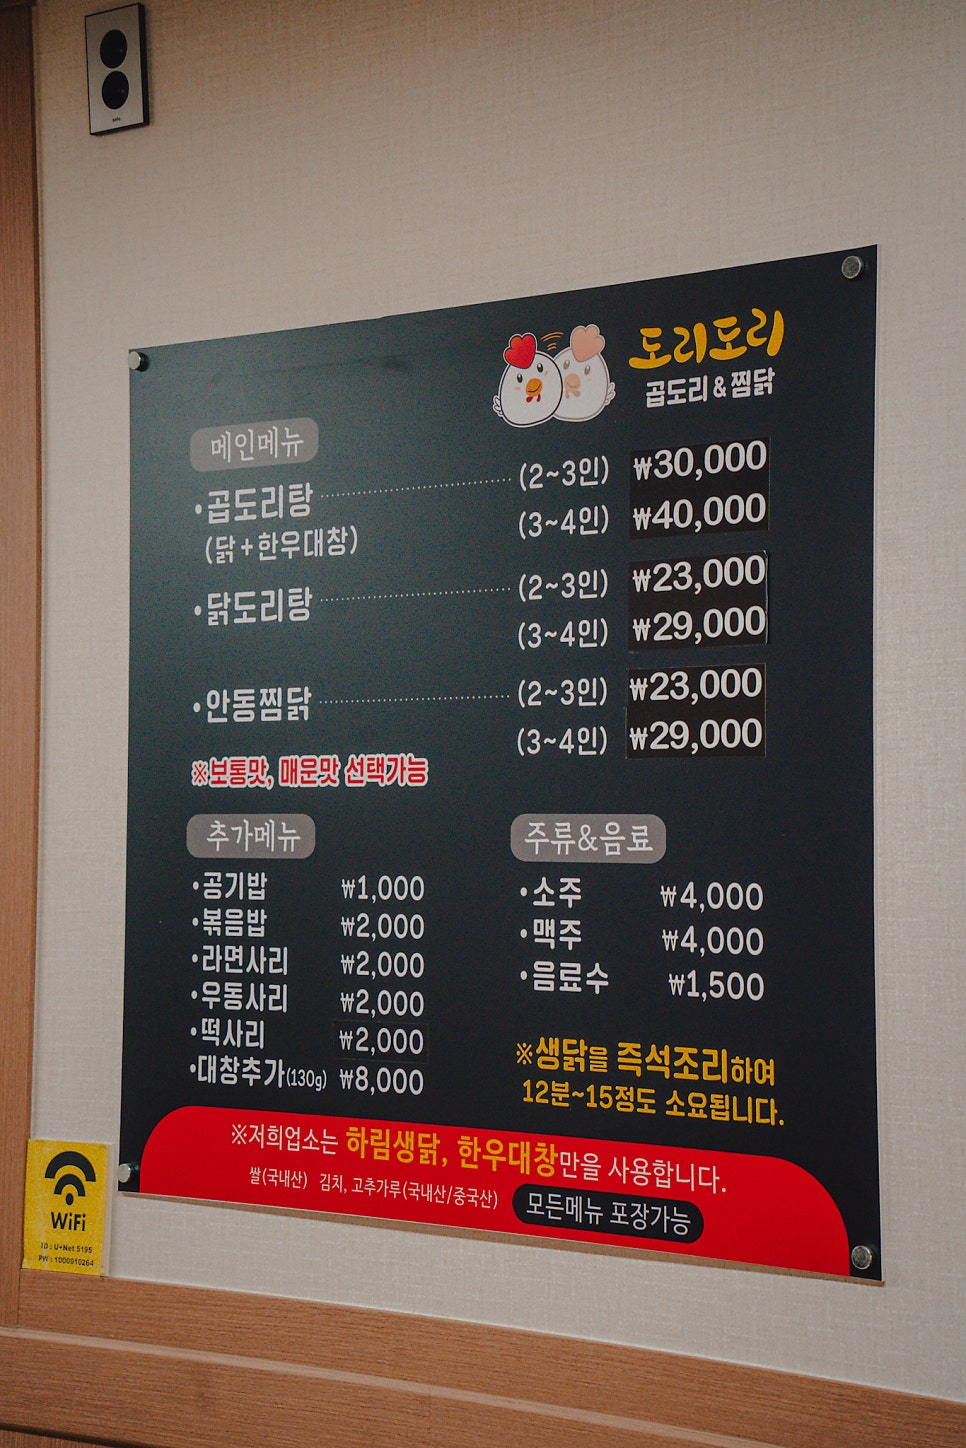 도리도리
곱도리 & 찜닭
메인메뉴
·곱도리탕 (2~3인) ₩30,000
(닭+한우대창) (3~4인) ₩40,000
·닭도리탕 (2~3인) ₩23,000
(3~4인) ₩29,000
·안동찜닭 (2~3인) ₩23,000
(3~4인) ₩29,000
※보통맛, 매운맛 선택가능
추가메뉴
·공기밥 ₩1,000
·볶음밥 ₩2,000
·라면사리 ₩2,000
·우동사리 ₩2,000
·떡사리 ₩2,000
·대창추가(130g) ₩8,000
주류&음료
·소주 ₩4,000
·맥주 ₩4,000
·음료수 ₩1,500
※생닭을 즉석조리하여
12분~15정도 소요됩니다.
※저희업소는 하림생닭, 한우대창만을 사용합니다.
쌀(국내산) 김치, 고추가루(국내산/중국산)
모든메뉴 포장가능
WiFi
ID : U+Net 5195
PW : 1000010264